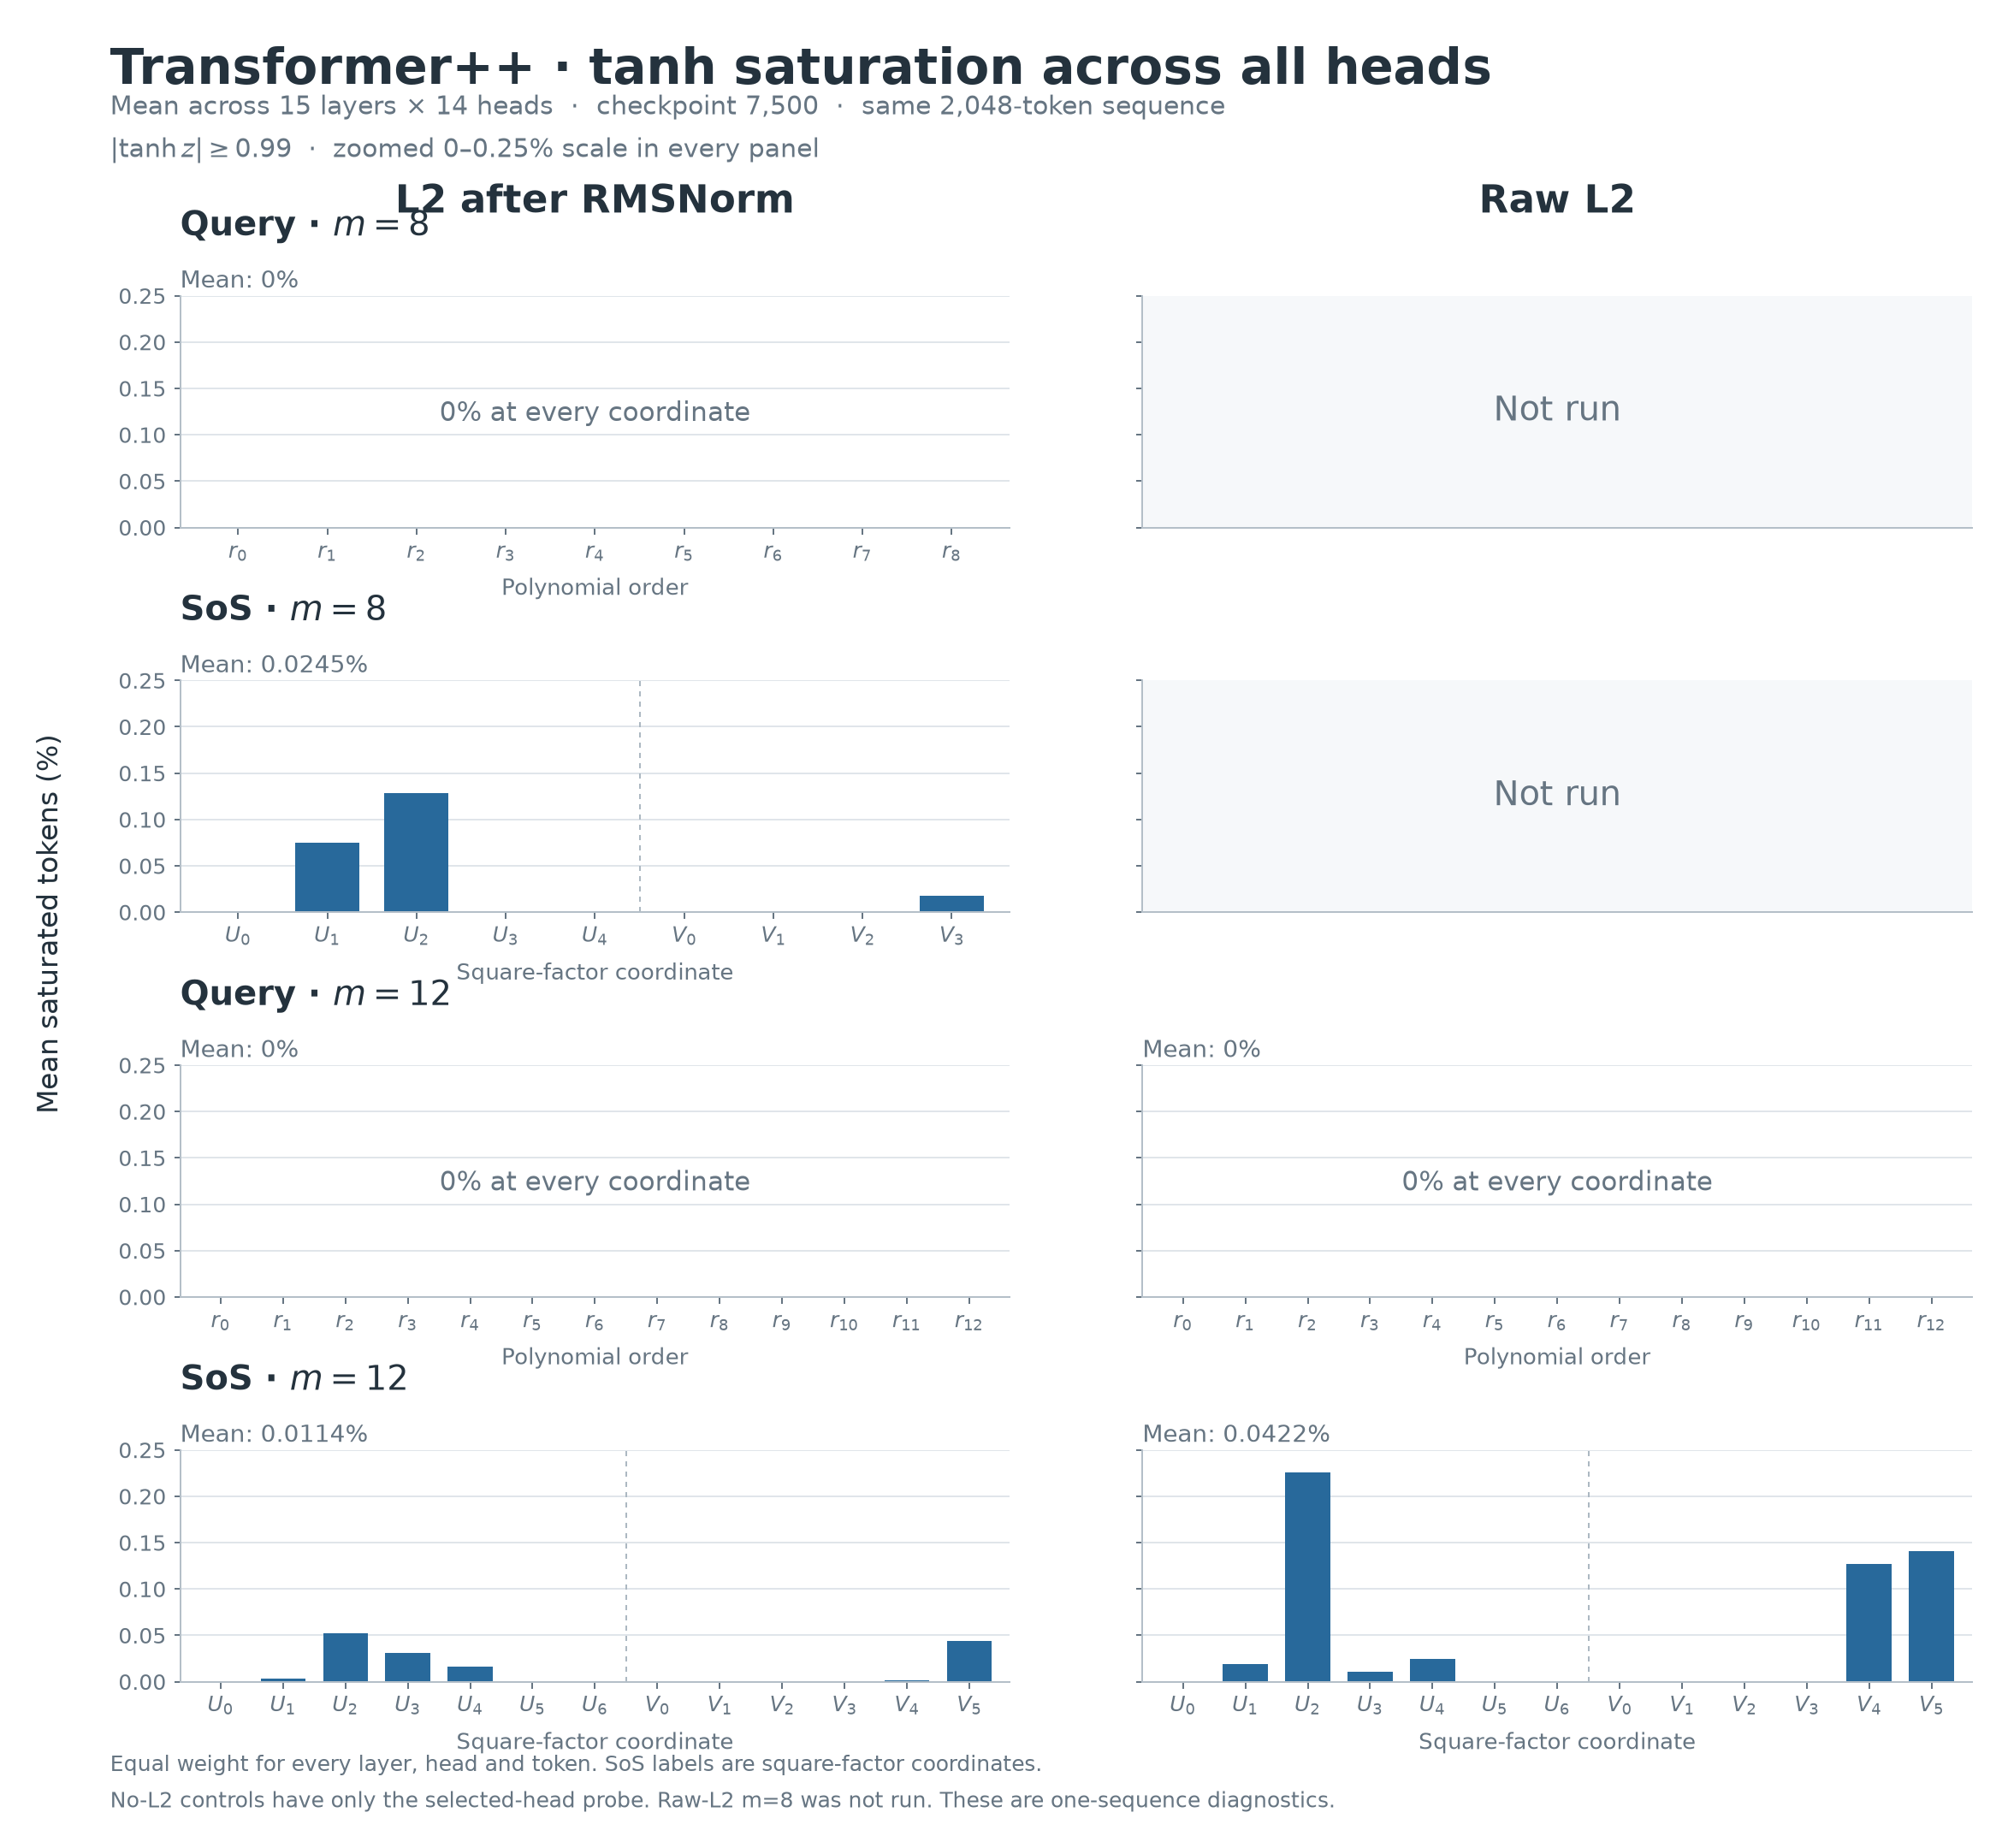 Transformer++ · tanh saturation across all heads
Mean across 15 layers × 14 heads · checkpoint 7,500 · same 2,048-token sequence
|tanh z| ≥ 0.99 · zoomed 0–0.25% scale in every panel
L2 after RMSNorm
Raw L2
Mean saturated tokens (%)
Query · m = 8
Mean: 0%
0.25
0.20
0.15
0.10
0.05
0.00
0% at every coordinate
r₀ r₁ r₂ r₃ r₄ r₅ r₆ r₇ r₈
Polynomial order
Not run
SoS · m = 8
Mean: 0.0245%
0.25
0.20
0.15
0.10
0.05
0.00
U₀ U₁ U₂ U₃ U₄ V₀ V₁ V₂ V₃
Square-factor coordinate
Not run
Query · m = 12
Mean: 0%
0.25
0.20
0.15
0.10
0.05
0.00
0% at every coordinate
r₀ r₁ r₂ r₃ r₄ r₅ r₆ r₇ r₈ r₉ r₁₀ r₁₁ r₁₂
Polynomial order
Mean: 0%
0% at every coordinate
r₀ r₁ r₂ r₃ r₄ r₅ r₆ r₇ r₈ r₉ r₁₀ r₁₁ r₁₂
Polynomial order
SoS · m = 12
Mean: 0.0114%
0.25
0.20
0.15
0.10
0.05
0.00
U₀ U₁ U₂ U₃ U₄ U₅ U₆ V₀ V₁ V₂ V₃ V₄ V₅
Square-factor coordinate
Mean: 0.0422%
U₀ U₁ U₂ U₃ U₄ U₅ U₆ V₀ V₁ V₂ V₃ V₄ V₅
Square-factor coordinate
Equal weight for every layer, head and token. SoS labels are square-factor coordinates.
No-L2 controls have only the selected-head probe. Raw-L2 m=8 was not run. These are one-sequence diagnostics.